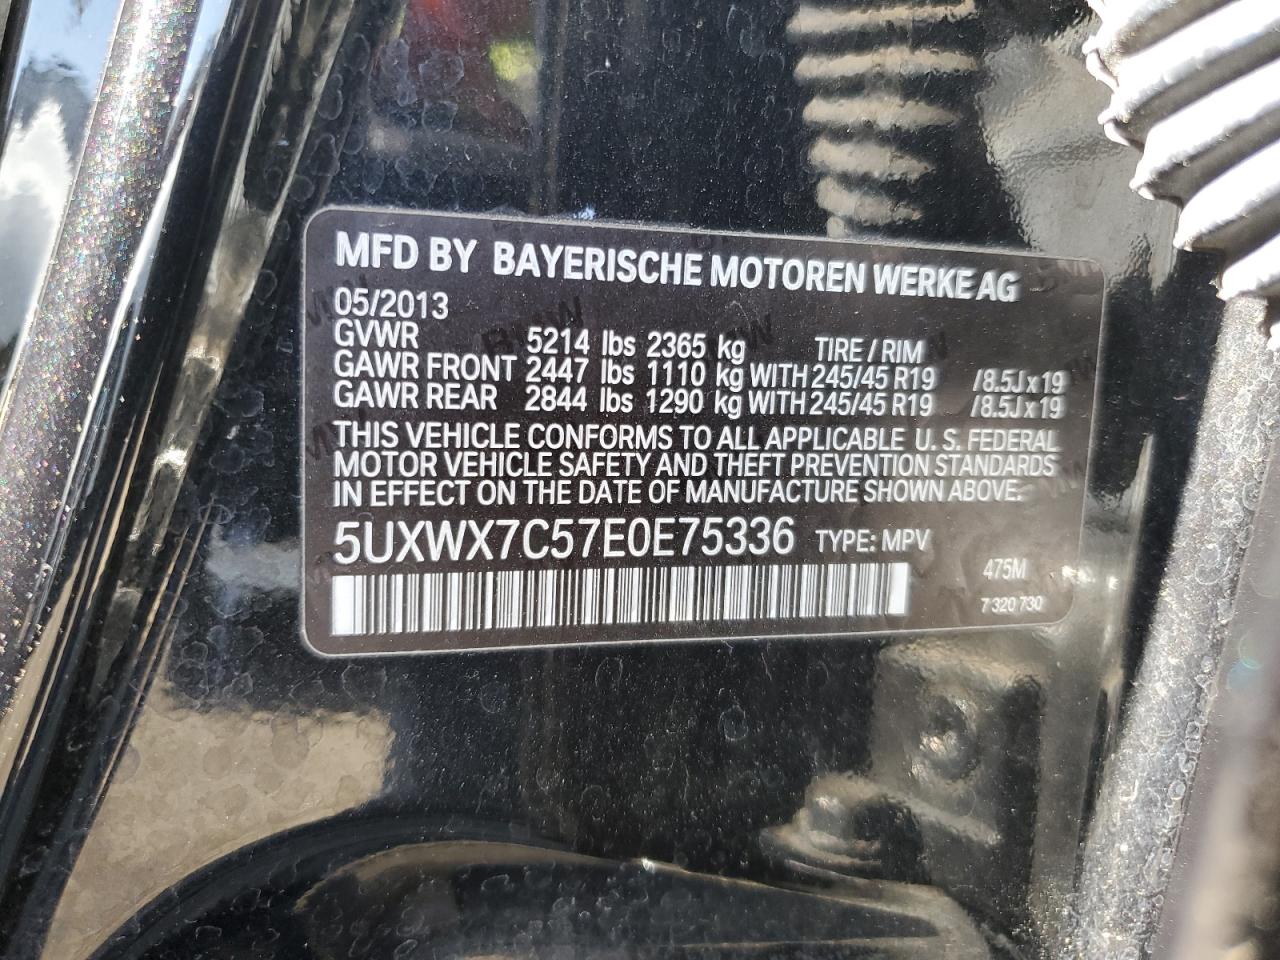 MFD BY BAYERISCHE MOTOREN WERKE AG
05/2013
GVWR 5214 lbs 2365 kg TIRE / RIM
GAWR FRONT 2447 lbs 1110 kg WITH 245/45 R19 /8.5J x 19
GAWR REAR 2844 lbs 1290 kg WITH 245/45 R19 /8.5J x 19
THIS VEHICLE CONFORMS TO ALL APPLICABLE U. S. FEDERAL
MOTOR VEHICLE SAFETY AND THEFT PREVENTION STANDARDS
IN EFFECT ON THE DATE OF MANUFACTURE SHOWN ABOVE.
5UXWX7C57E0E75336 TYPE: MPV
475M
7 320 730